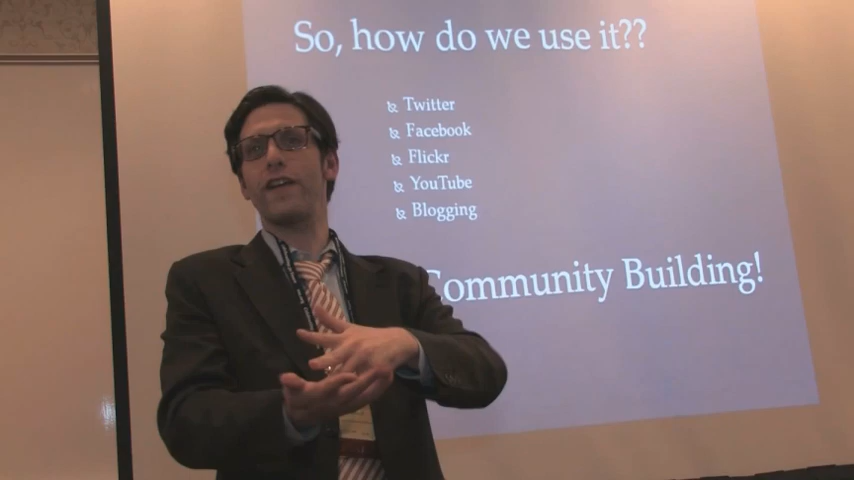 So, how do we use it??
Twitter
Facebook
Flickr
YouTube
Blogging
Community Building!